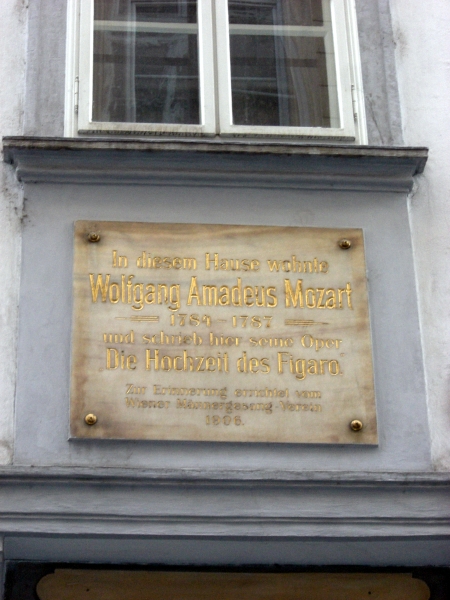 In diesem Hause wohnte
Wolfgang Amadeus Mozart
1784 - 1787
und schrieb hier seine Oper
Die Hochzeit des Figaro.
Zur Erinnerung errichtet vom
Wiener Männergesang-Verein
1906.